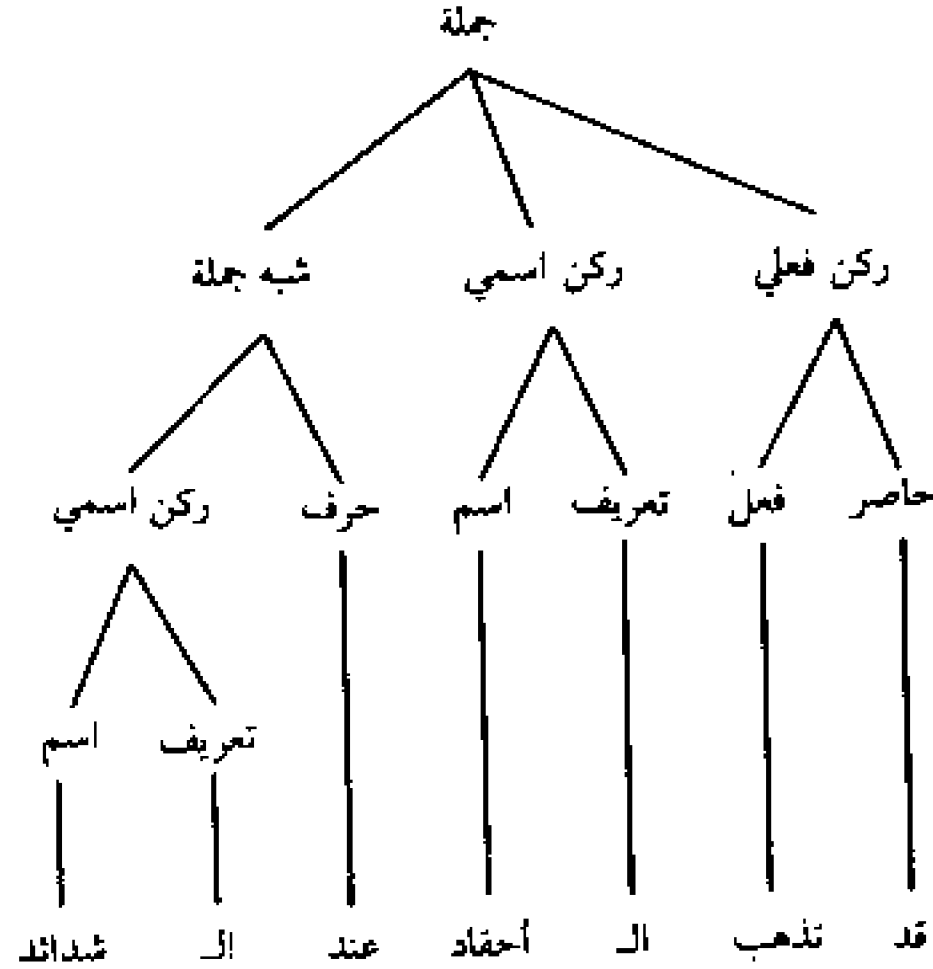 جملة
ركن فعلي ركن اسمي شبه جملة
حاصر فعل تعريف اسم حرف ركن اسمي
تعريف اسم
قد تذهب الـ أحقاد عند الـ شدائد